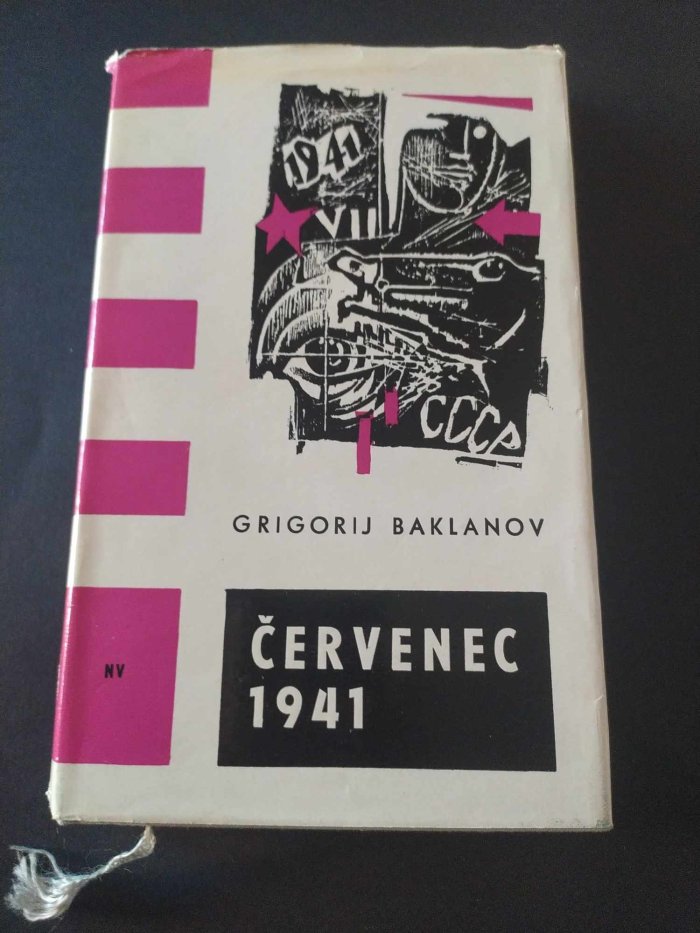 1941
VII
СССР
GRIGORIJ BAKLANOV
NV
ČERVENEC
1941